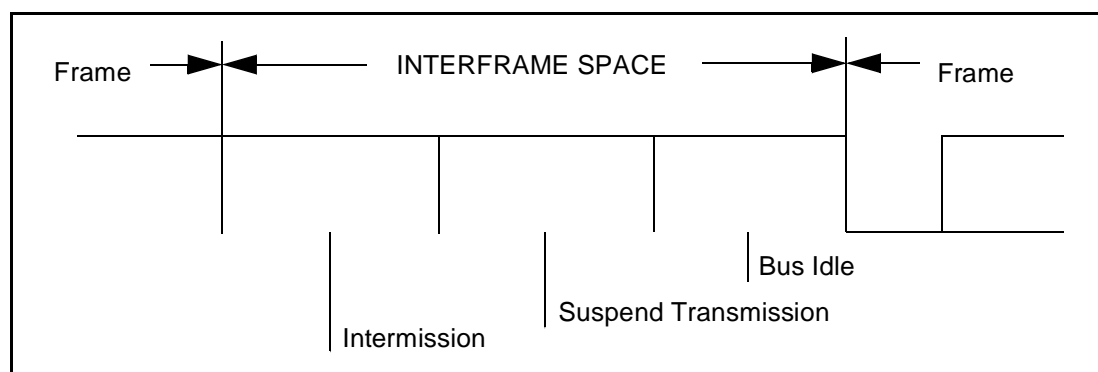 Frame
INTERFRAME SPACE
Frame
Bus Idle
Suspend Transmission
Intermission